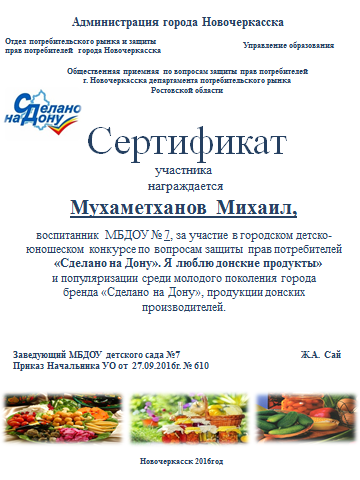 Администрация города Новочеркасска
Отдел потребительского рынка и защиты
прав потребителей города Новочеркасска
Управление образования
Общественная приемная по вопросам защиты прав потребителей
г. Новочеркасска департамента потребительского рынка
Ростовской области
Сделано
на Дону
Сертификат
участника
награждается
Мухаметханов Михаил,
воспитанник МБДОУ № 7, за участие в городском детско-
юношеском конкурсе по вопросам защиты прав потребителей
«Сделано на Дону». Я люблю донские продукты»
и популяризации среди молодого поколения города
бренда «Сделано на Дону», продукции донских
производителей.
Заведующий МБДОУ детского сада №7
Ж.А. Сай
Приказ Начальника УО от 27.09.2016г. № 610
Новочеркасск 2016год